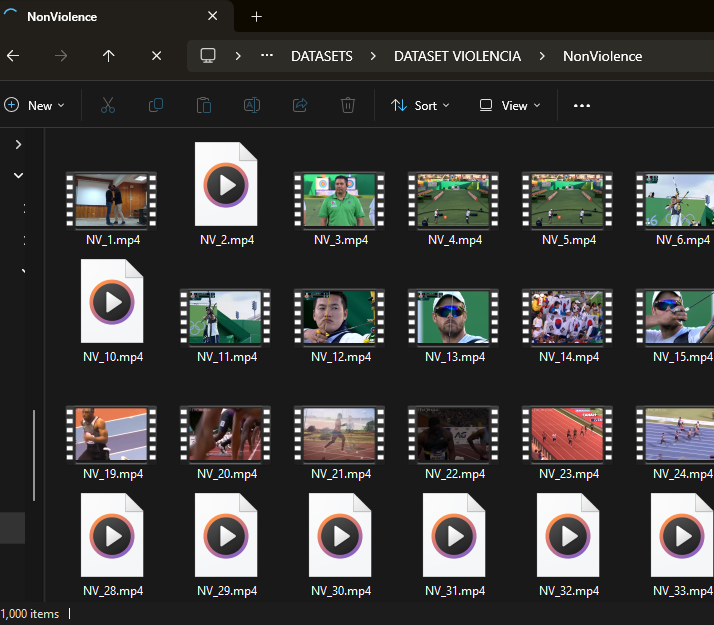 NonViolence
DATASETS DATASET VIOLENCIA NonViolence
New Sort View
NV_1.mp4 NV_2.mp4 NV_3.mp4 NV_4.mp4 NV_5.mp4 NV_6.mp4
NV_10.mp4 NV_11.mp4 NV_12.mp4 NV_13.mp4 NV_14.mp4 NV_15.mp4
NV_19.mp4 NV_20.mp4 NV_21.mp4 NV_22.mp4 NV_23.mp4 NV_24.mp4
NV_28.mp4 NV_29.mp4 NV_30.mp4 NV_31.mp4 NV_32.mp4 NV_33.mp4
1,000 items